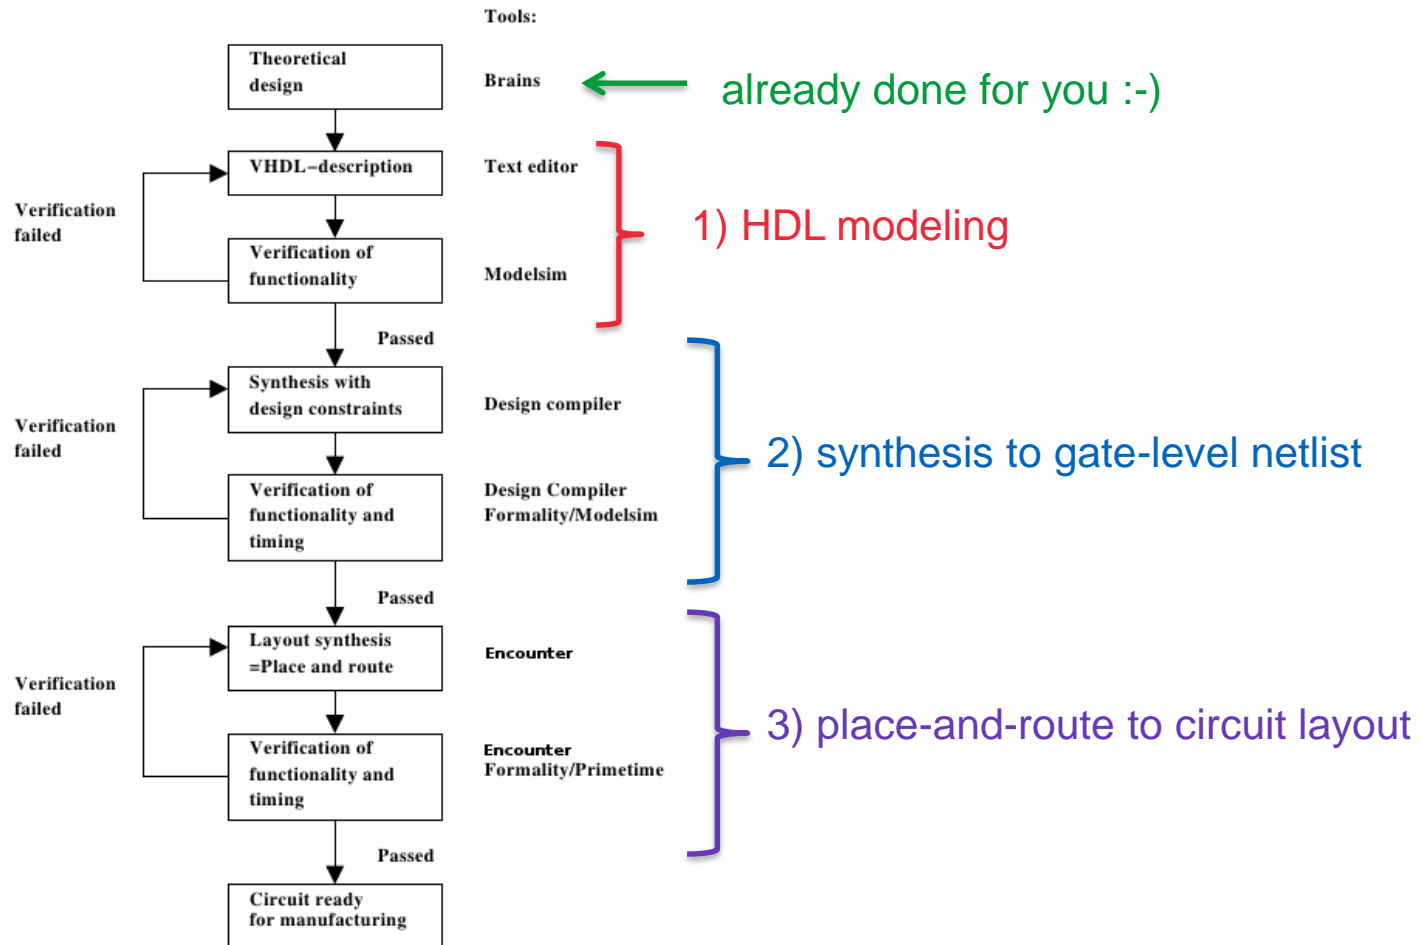 Tools:
Theoretical
design
Brains
already done for you :-)
VHDL−description
Text editor
Verification
failed
1) HDL modeling
Verification of
functionality
Modelsim
Passed
Synthesis with
design constraints
Design compiler
Verification
failed
2) synthesis to gate-level netlist
Verification of
functionality and
timing
Design Compiler
Formality/Modelsim
Passed
Layout synthesis
=Place and route
Encounter
Verification
failed
3) place-and-route to circuit layout
Verification of
functionality and
timing
Encounter
Formality/Primetime
Passed
Circuit ready
for manufacturing